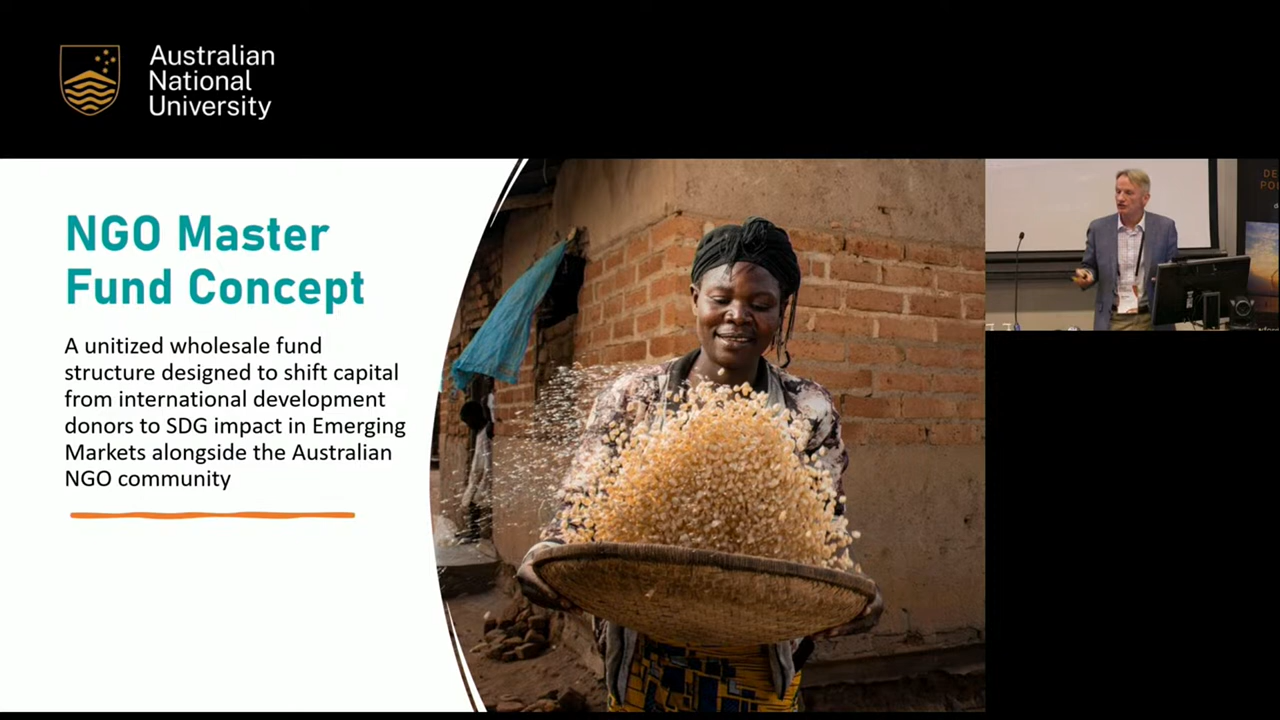 Australian
National
University
NGO Master
Fund Concept
A unitized wholesale fund
structure designed to shift capital
from international development
donors to SDG impact in Emerging
Markets alongside the Australian
NGO community